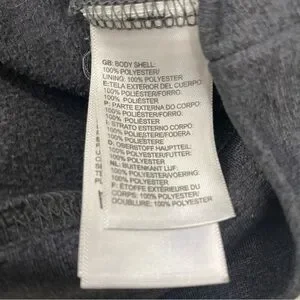 GB: BODY SHELL:
100% POLYESTER/
LINING: 100% POLYESTER
E: TELA EXTERIOR DEL CUERPO:
100% POLIÉSTER/FORRO:
100% POLIÉSTER
P: PARTE EXTERNA DO CORPO:
100% POLIÉSTER/FORRO:
100% POLIÉSTER
I: STRATO ESTERNO CORPO:
100% POLIESTERE/FODERA
100% POLIESTERE
D: OBERSTOFF HAUPTTEIL:
100% POLYESTER/FUTTER:
100% POLYESTER
NL: BUITENKANT LIJF:
100% POLYESTER/VOERING:
100% POLYESTER
F: ÉTOFFE EXTÉRIEURE DU
CORPS: 100% POLYESTER/
DOUBLURE: 100% POLYESTER